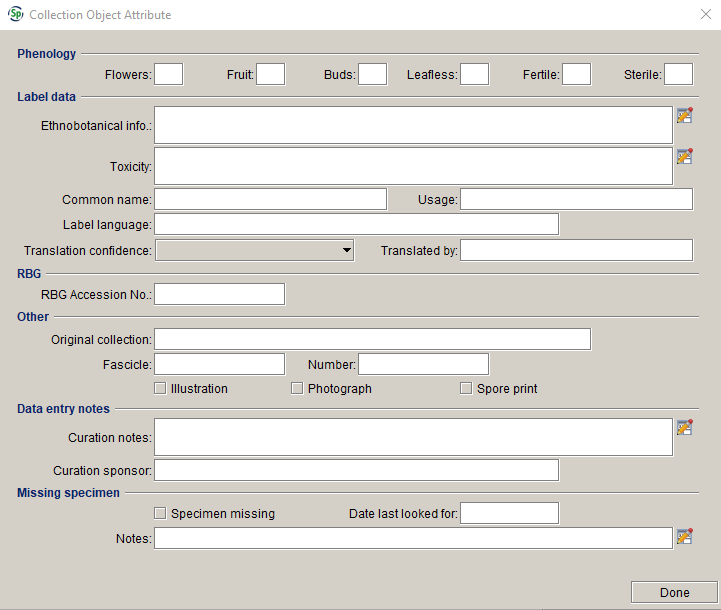 Sp Collection Object Attribute
Phenology
Flowers: Fruit: Buds: Leafless: Fertile: Sterile:
Label data
Ethnobotanical info.:
Toxicity:
Common name: Usage:
Label language:
Translation confidence: Translated by:
RBG
RBG Accession No.:
Other
Original collection:
Fascicle: Number:
Illustration Photograph Spore print
Data entry notes
Curation notes:
Curation sponsor:
Missing specimen
Specimen missing Date last looked for:
Notes:
Done